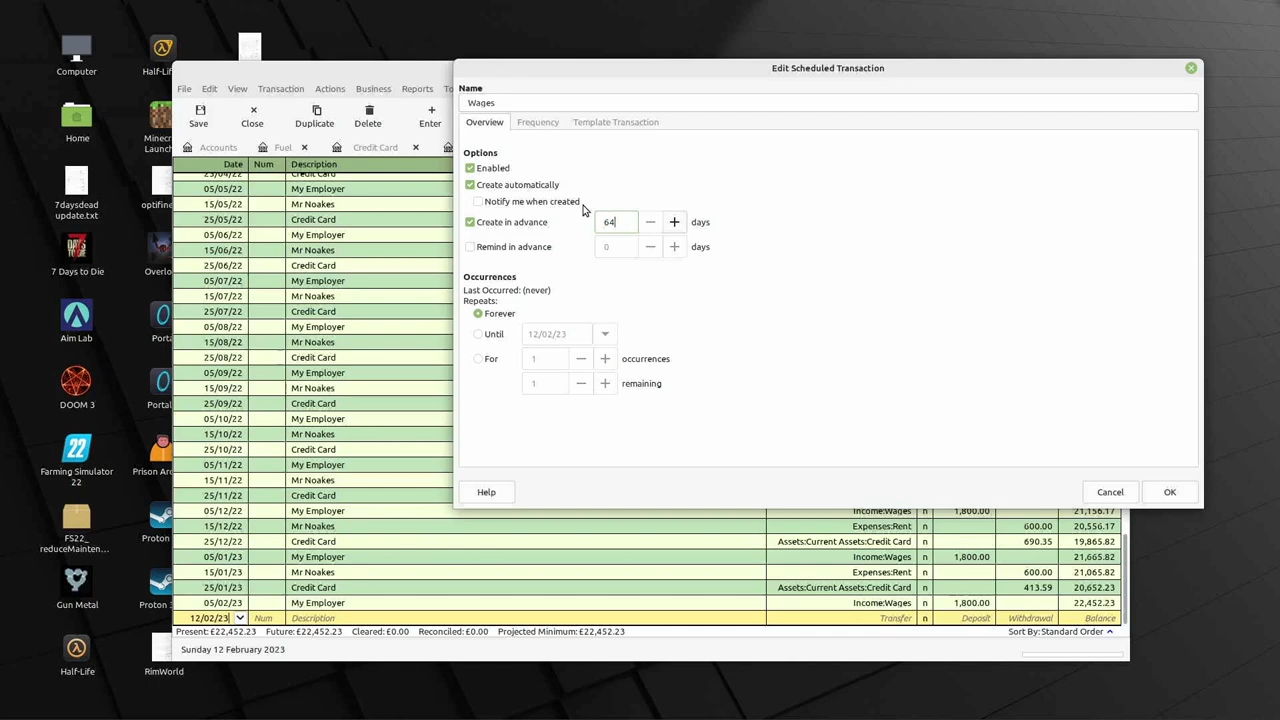 Computer
Half-Li
Home
Minec
Launch
7daysdead
update.txt
optifine
7 Days to Die
Overlo
Aim Lab
Porta
DOOM 3
Portal
Farming Simulator
22
Prison Arc
FS22_
reduceMainten...
Proton
Gun Metal
Proton 3
Half-Life
RimWorld
File Edit View Transaction Actions Business Reports To
Save Close Duplicate Delete Enter
Accounts Fuel Credit Card
Date Num Description
25/04/22 Credit Card
05/05/22 My Employer
15/05/22 Mr Noakes
25/05/22 Credit Card
05/06/22 My Employer
15/06/22 Mr Noakes
25/06/22 Credit Card
05/07/22 My Employer
15/07/22 Mr Noakes
25/07/22 Credit Card
05/08/22 My Employer
15/08/22 Mr Noakes
25/08/22 Credit Card
05/09/22 My Employer
15/09/22 Mr Noakes
25/09/22 Credit Card
05/10/22 My Employer
15/10/22 Mr Noakes
25/10/22 Credit Card
05/11/22 My Employer
15/11/22 Mr Noakes
25/11/22 Credit Card
05/12/22 My Employer Income:Wages n 1,800.00 21,156.17
15/12/22 Mr Noakes Expenses:Rent n 600.00 20,556.17
25/12/22 Credit Card Assets:Current Assets:Credit Card n 690.35 19,865.82
05/01/23 My Employer Income:Wages n 1,800.00 21,665.82
15/01/23 Mr Noakes Expenses:Rent n 600.00 21,065.82
25/01/23 Credit Card Assets:Current Assets:Credit Card n 413.59 20,652.23
05/02/23 My Employer Income:Wages n 1,800.00 22,452.23
12/02/23 Num Description Transfer n Deposit Withdrawal Balance
Present: £22,452.23 Future: £22,452.23 Cleared: £0.00 Reconciled: £0.00 Projected Minimum: £22,452.23 Sort By: Standard Order
Sunday 12 February 2023
Edit Scheduled Transaction
Name
Wages
Overview Frequency Template Transaction
Options
Enabled
Create automatically
Notify me when created
Create in advance 64 days
Remind in advance 0 days
Occurrences
Last Occurred: (never)
Repeats:
Forever
Until 12/02/23
For 1 occurrences
1 remaining
Help Cancel OK